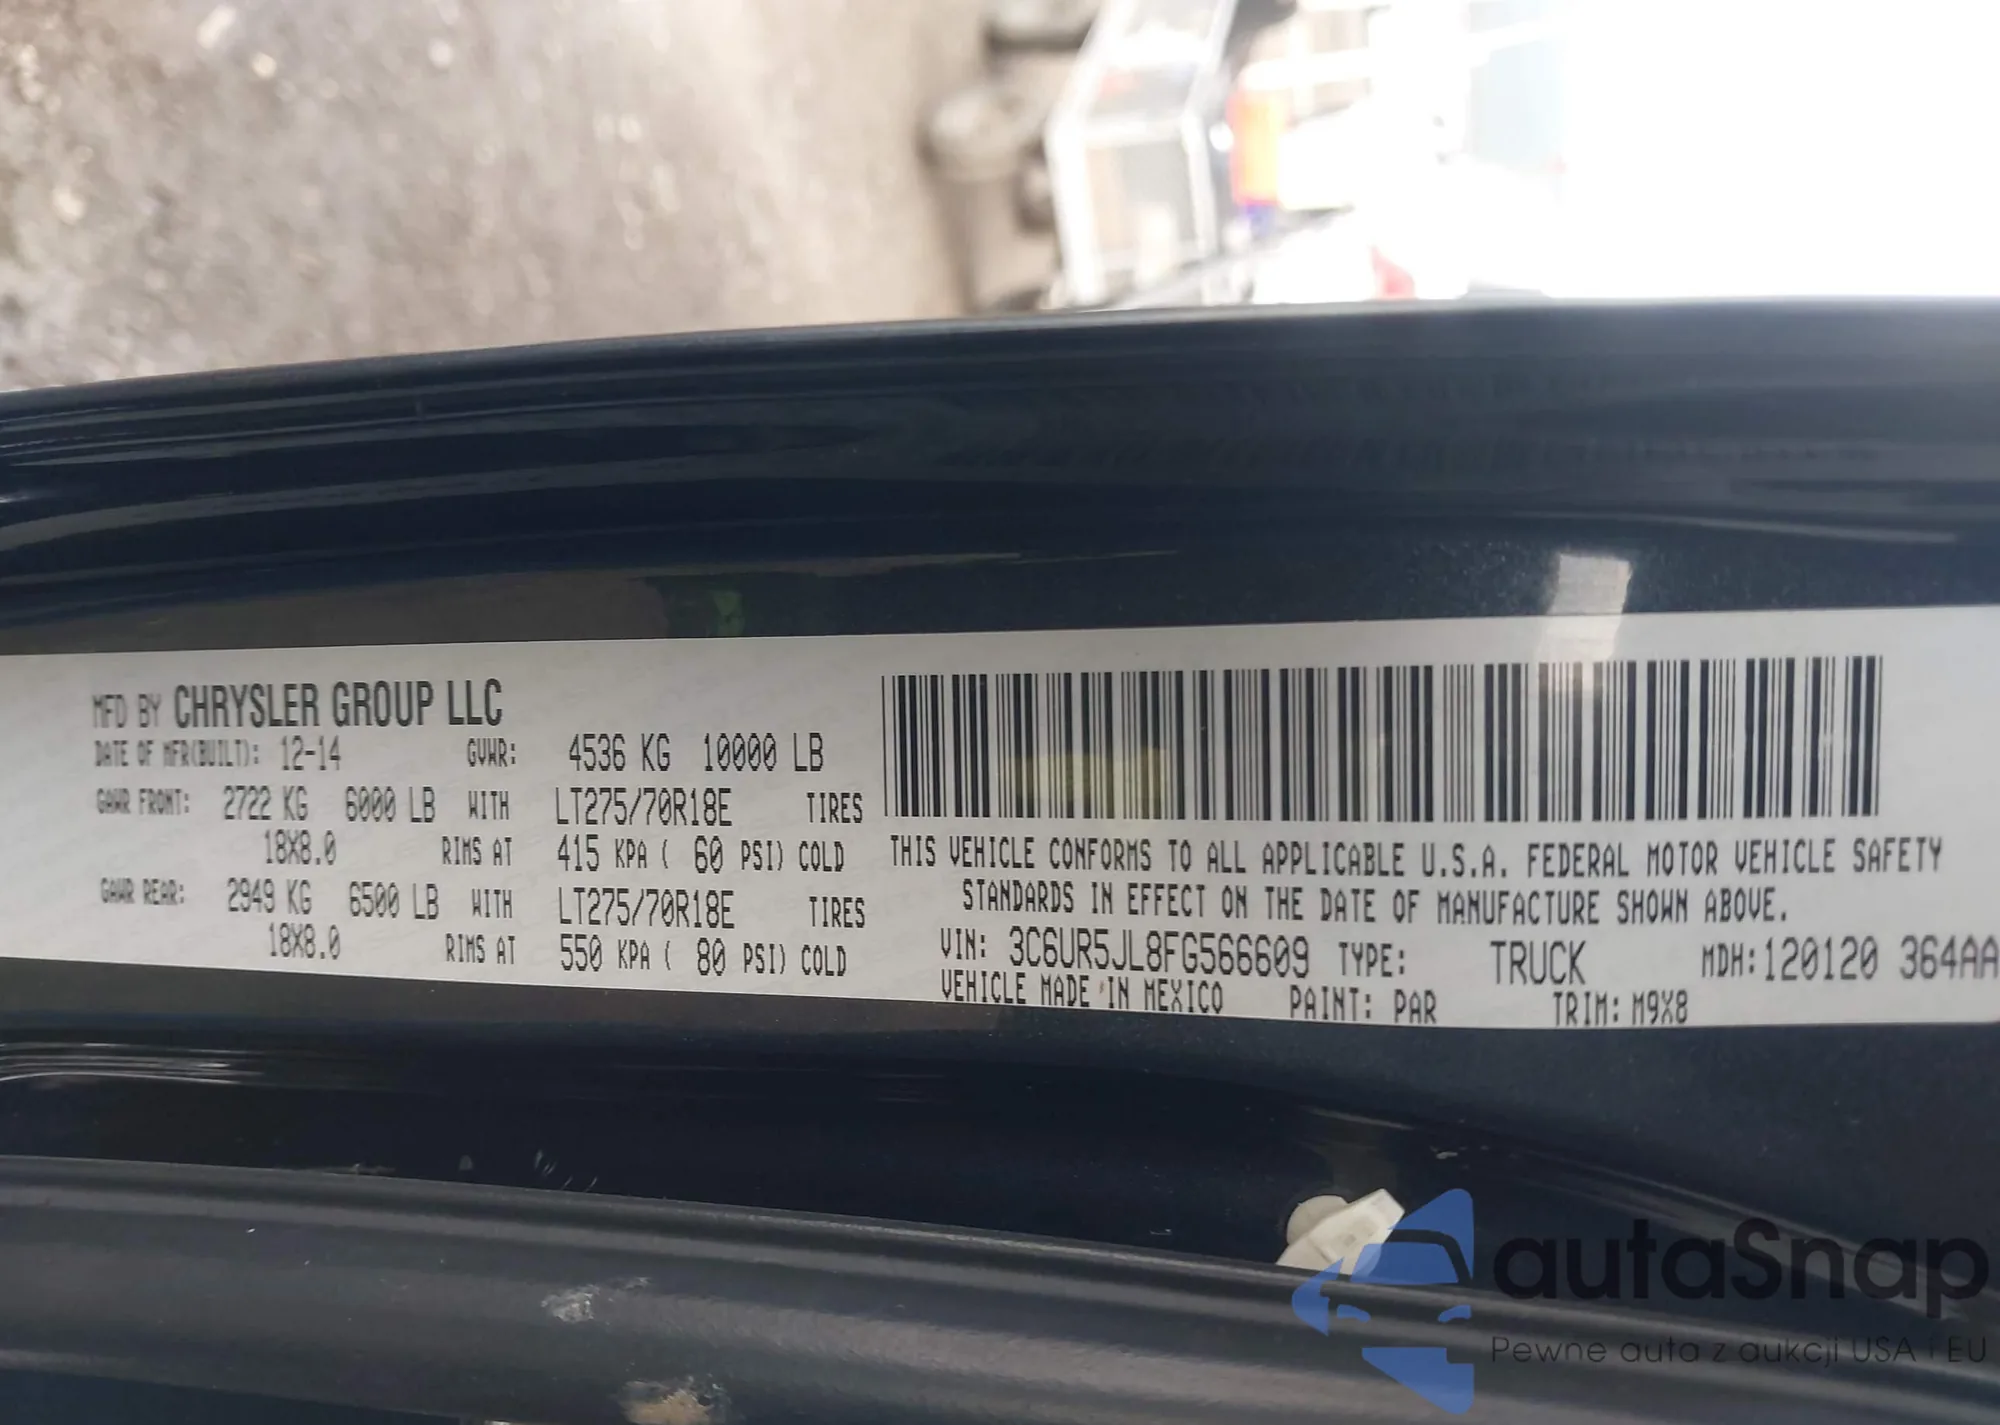 MFD BY CHRYSLER GROUP LLC
DATE OF MFR(BUILT): 12-14 GVWR: 4536 KG 10000 LB
GAWR FRONT: 2722 KG 6000 LB WITH LT275/70R18E TIRES
18X8.0 RIMS AT 415 KPA ( 60 PSI) COLD
GAWR REAR: 2949 KG 6500 LB WITH LT275/70R18E TIRES
18X8.0 RIMS AT 550 KPA ( 80 PSI) COLD
THIS VEHICLE CONFORMS TO ALL APPLICABLE U.S.A. FEDERAL MOTOR VEHICLE SAFETY
STANDARDS IN EFFECT ON THE DATE OF MANUFACTURE SHOWN ABOVE.
VIN: 3C6UR5JL8FG566609 TYPE: TRUCK MDH:120120 364AA
VEHICLE MADE IN MEXICO PAINT: PAR TRIM: M9X8
autaSnap
Pewne auta z aukcji USA i EU